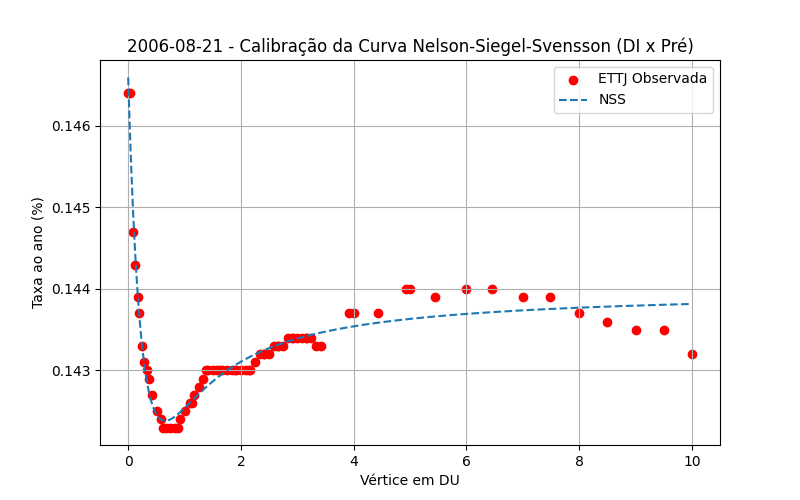 2006-08-21 - Calibração da Curva Nelson-Siegel-Svensson (DI x Pré)
ETTJ Observada
NSS
Taxa ao ano (%)
0.146
0.145
0.144
0.143
0
2
4
6
8
10
Vértice em DU